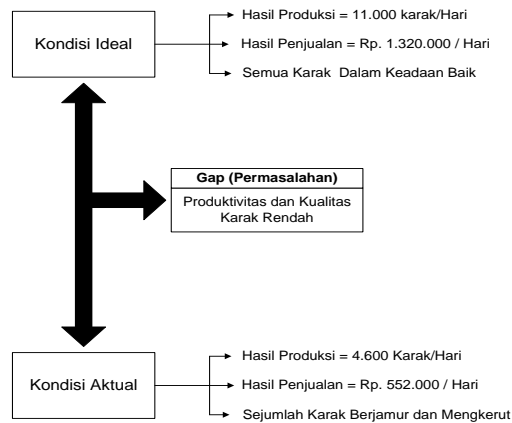 Kondisi Ideal
Hasil Produksi = 11.000 karak/Hari
Hasil Penjualan = Rp. 1.320.000 / Hari
Semua Karak Dalam Keadaan Baik
Gap (Permasalahan)
Produktivitas dan Kualitas
Karak Rendah
Kondisi Aktual
Hasil Produksi = 4.600 Karak/Hari
Hasil Penjualan = Rp. 552.000 / Hari
Sejumlah Karak Berjamur dan Mengkerut